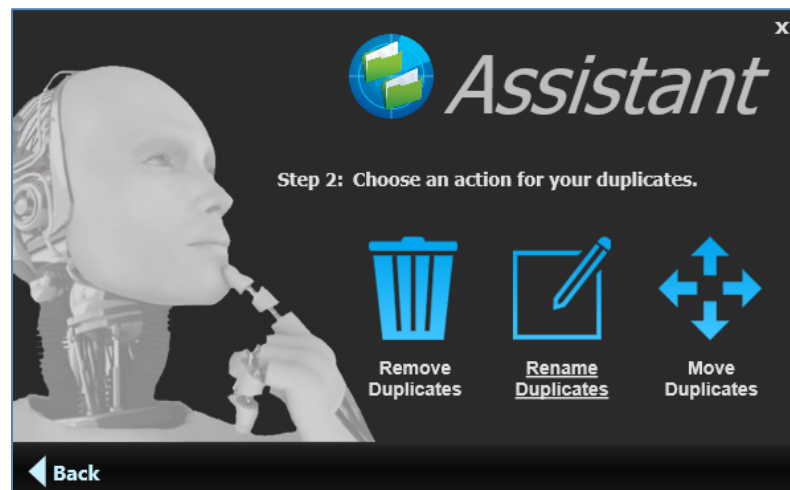 x
Assistant
Step 2: Choose an action for your duplicates.
Remove
Duplicates
Rename
Duplicates
Move
Duplicates
Back